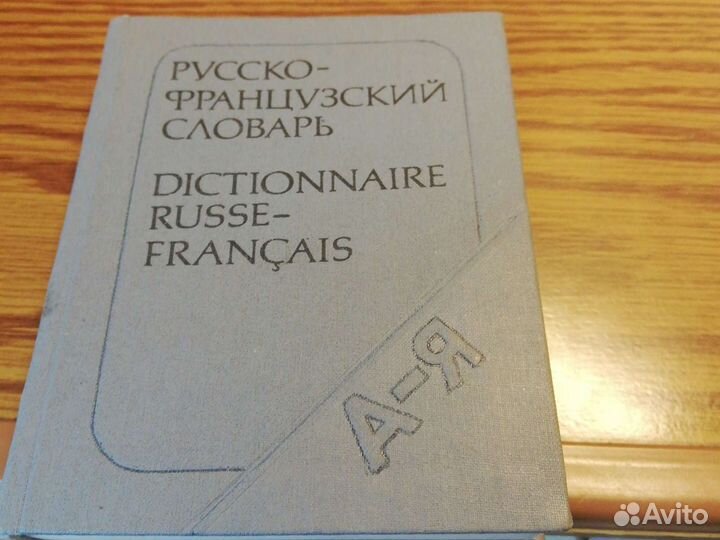 РУССКО-
ФРАНЦУЗСКИЙ
СЛОВАРЬ
DICTIONNAIRE
RUSSE-
FRANÇAIS
А-Я
Avito